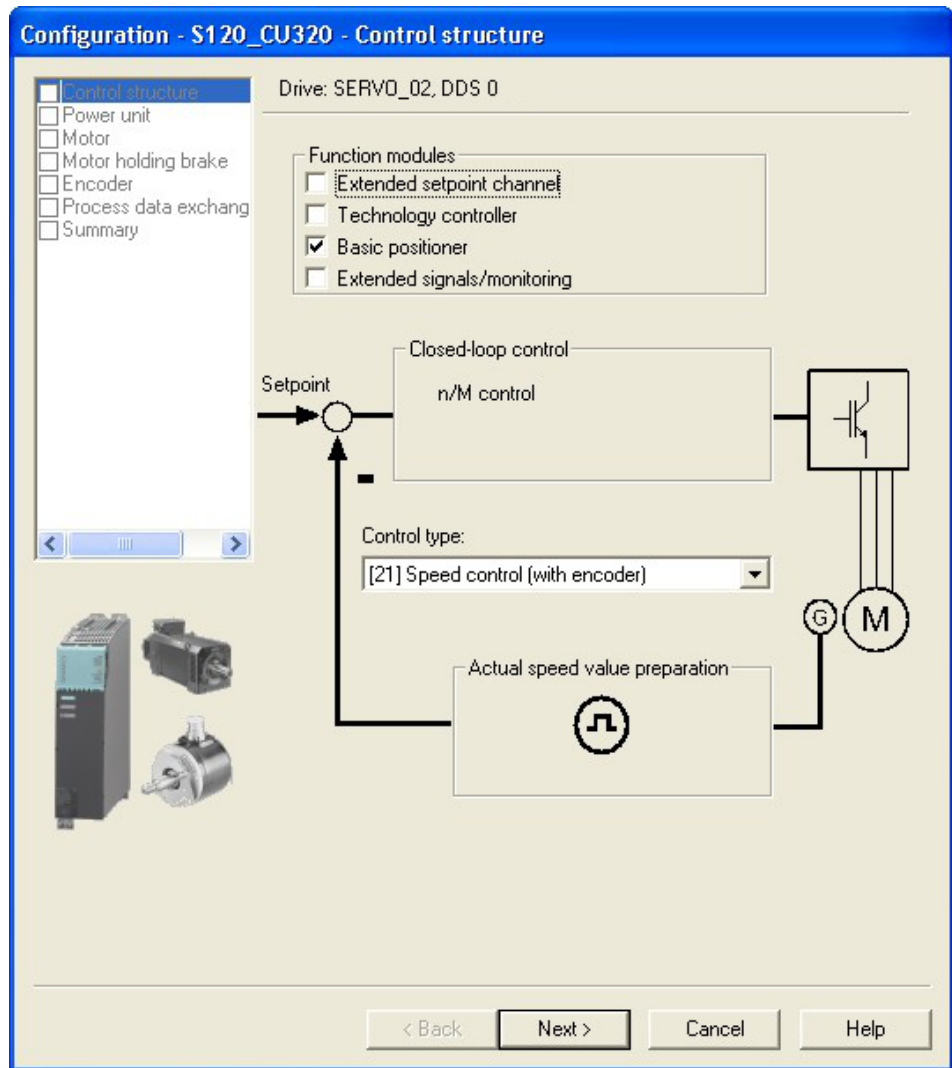 Configuration - S120_CU320 - Control structure
Control structure
Power unit
Motor
Motor holding brake
Encoder
Process data exchang
Summary
Drive: SERVO_02, DDS 0
Function modules
Extended setpoint channel
Technology controller
Basic positioner
Extended signals/monitoring
Closed-loop control
Setpoint
n/M control
Control type:
[21] Speed control (with encoder)
G
M
Actual speed value preparation
< Back
Next >
Cancel
Help